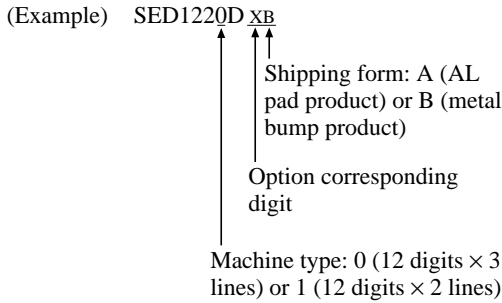 (Example) SED1220D XB
Shipping form: A (AL
pad product) or B (metal
bump product)
Option corresponding
digit
Machine type: 0 (12 digits × 3
lines) or 1 (12 digits × 2 lines)